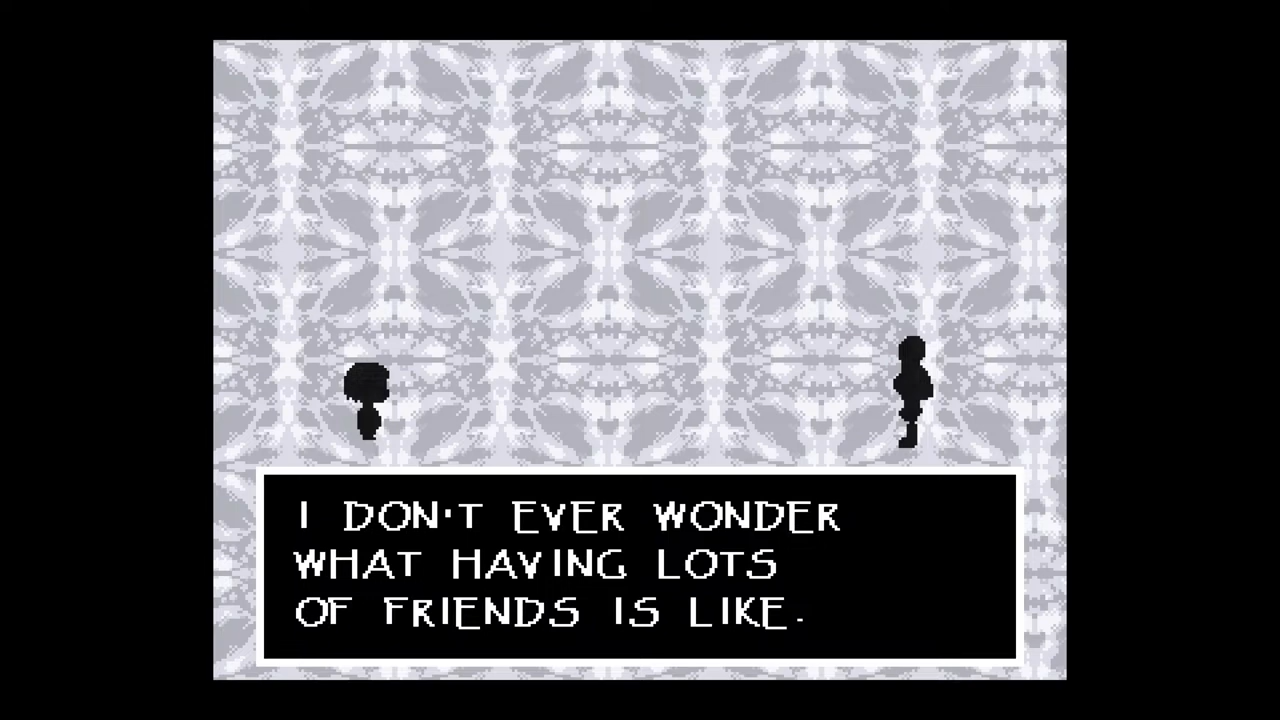 I DON'T EVER WONDER
WHAT HAVING LOTS
OF FRIENDS IS LIKE.